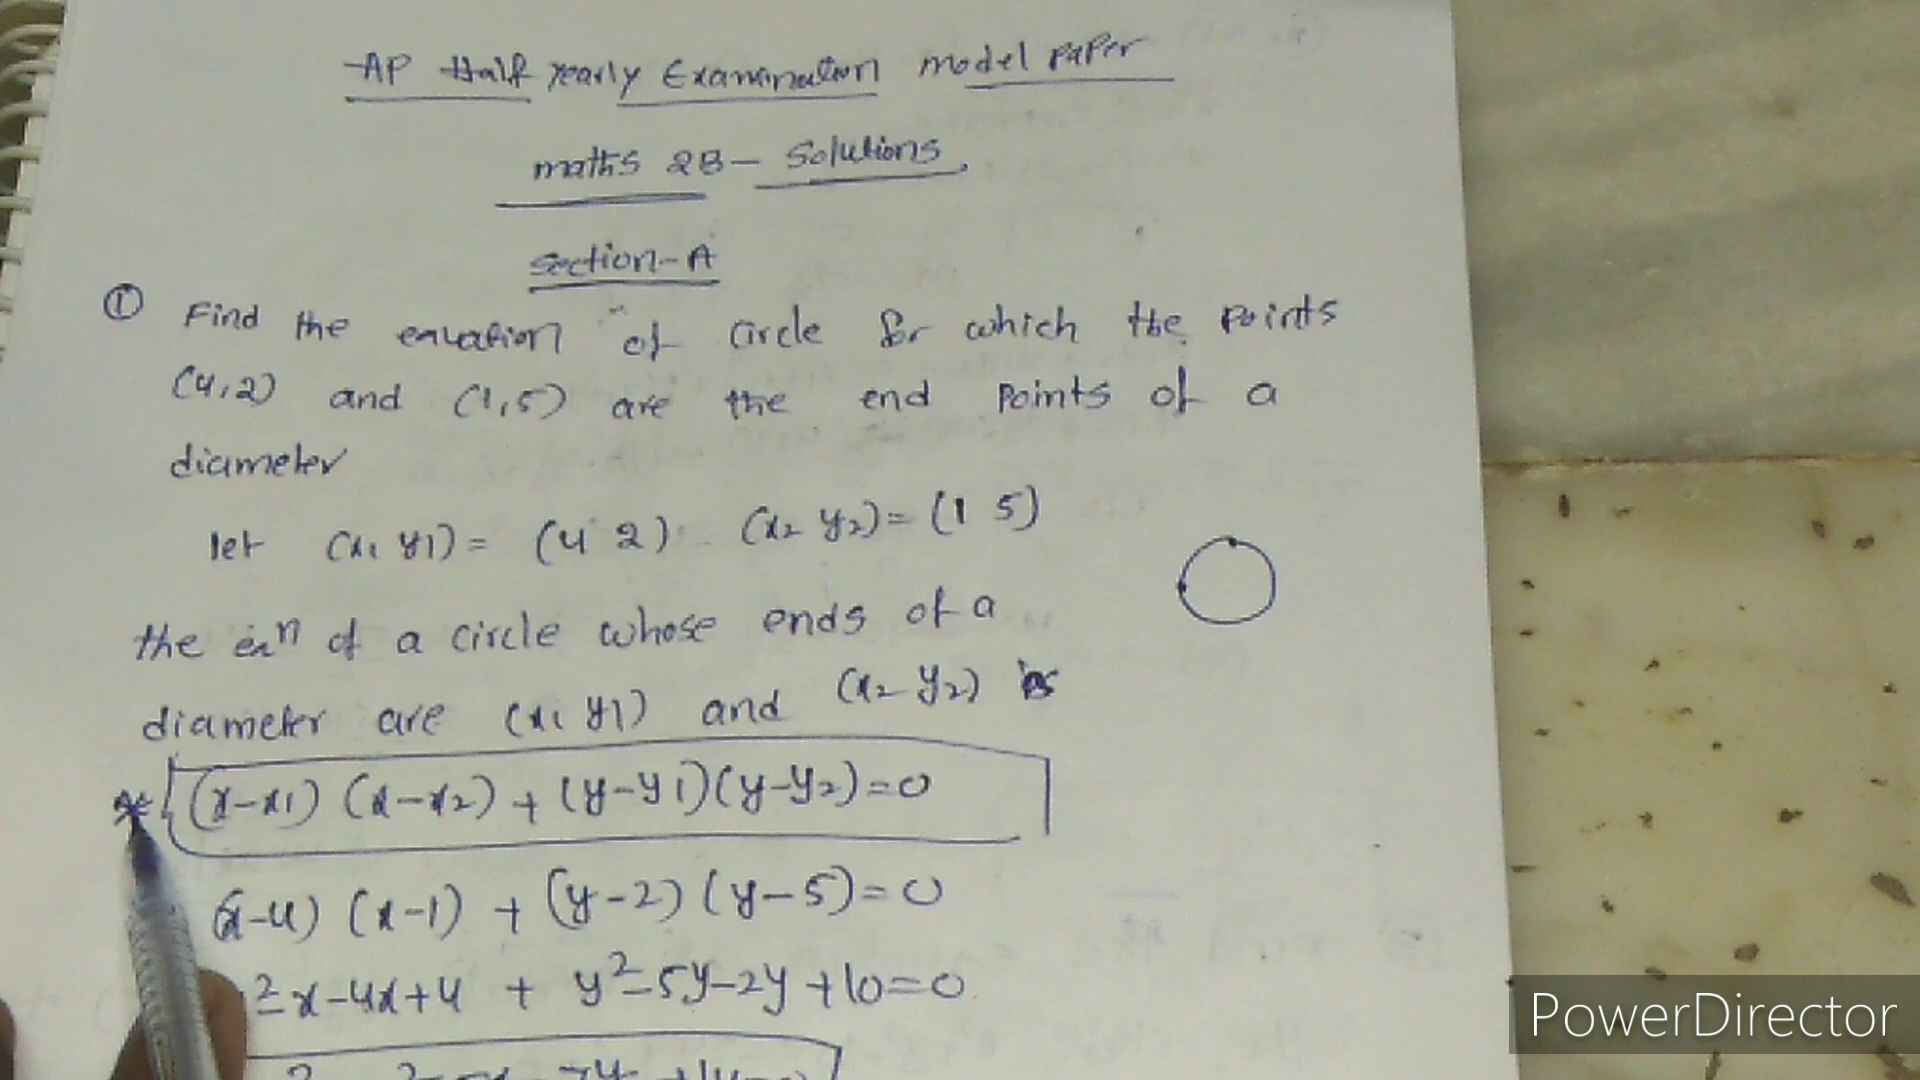 AP Half Yearly Examination model paper
maths 2B - Solutions.
Section-A
① Find the equation of circle for which the points
(4,2) and (1,5) are the end points of a
diameter
let (x1 y1) = (4 2) (x2 y2) = (1 5)
the eqn of a circle whose ends of a
diameter are (x1 y1) and (x2 y2) is
* (x-x1) (x-x2) + (y-y1)(y-y2)=0
(x-4) (x-1) + (y-2) (y-5)=0
2-x-4x+4 + y²-5y-2y+10=0
PowerDirector